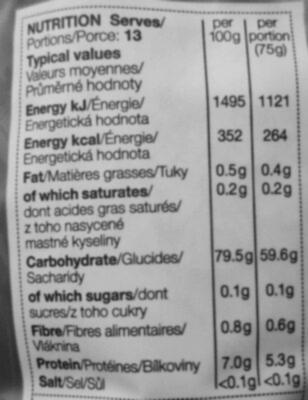 NUTRITION Serves/
Portions/Porce: 13
per 100g
per portion (75g)
Typical values
Valeurs moyennes/
Průměrné hodnoty
Energy kJ/Énergie/ 1495 1121
Energetická hodnota
Energy kcal/Énergie/ 352 264
Energetická hodnota
Fat/Matières grasses/Tuky 0.5g 0.4g
of which saturates/ 0.2g 0.2g
dont acides gras saturés/
z toho nasycené
mastné kyseliny
Carbohydrate/Glucides/ 79.5g 59.6g
Sacharidy
of which sugars/dont 0.1g 0.1g
sucres/z toho cukry
Fibre/Fibres alimentaires/ 0.8g 0.6g
Vláknina
Protein/Protéines/Bílkoviny 7.0g 5.3g
Salt/Sel/Sůl <0.1g <0.1g